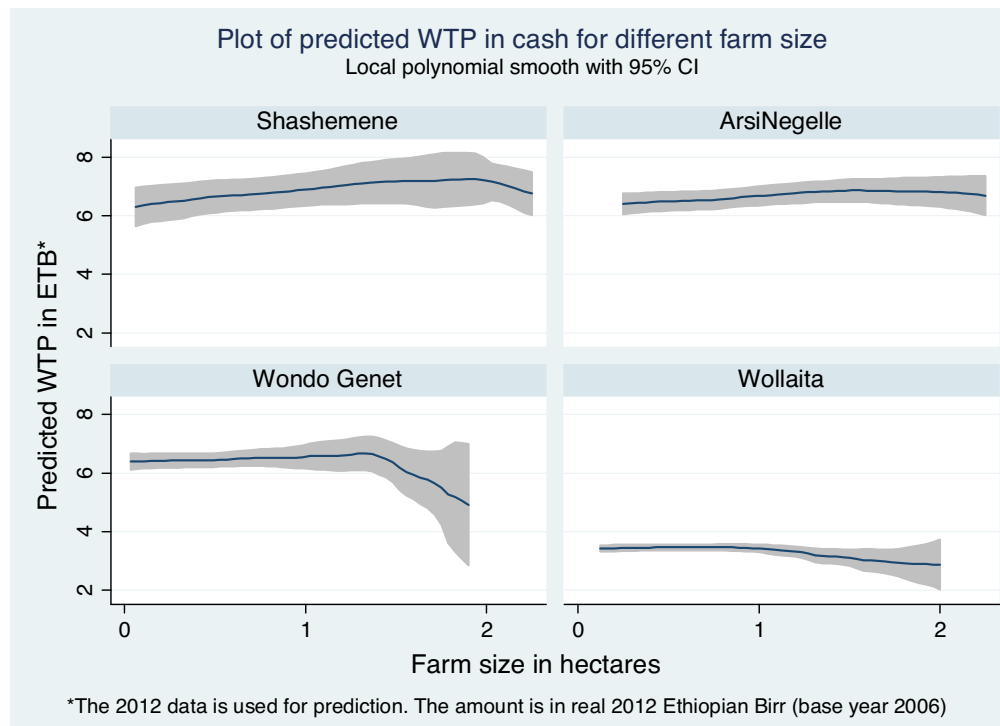 Plot of predicted WTP in cash for different farm size
Local polynomial smooth with 95% CI
Shashemene
ArsiNegelle
8
6
4
2
Wondo Genet
Wollaita
8
6
4
2
Predicted WTP in ETB*
0 1 2
0 1 2
Farm size in hectares
*The 2012 data is used for prediction. The amount is in real 2012 Ethiopian Birr (base year 2006)